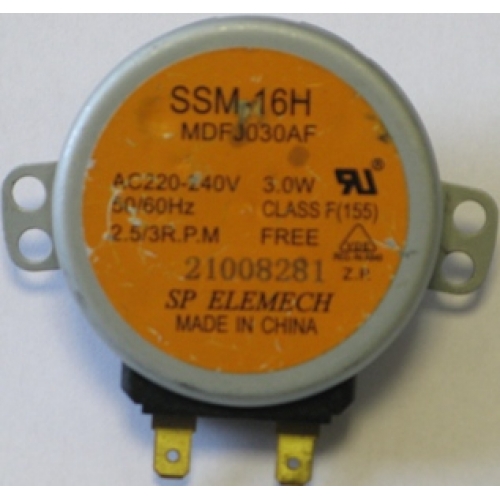 SSM-16H
MDFJ030AF
AC220-240V 3.0W
50/60Hz CLASS F(155)
2.5/3R.P.M FREE
21008281 Z.P.
SP ELEMECH
MADE IN CHINA